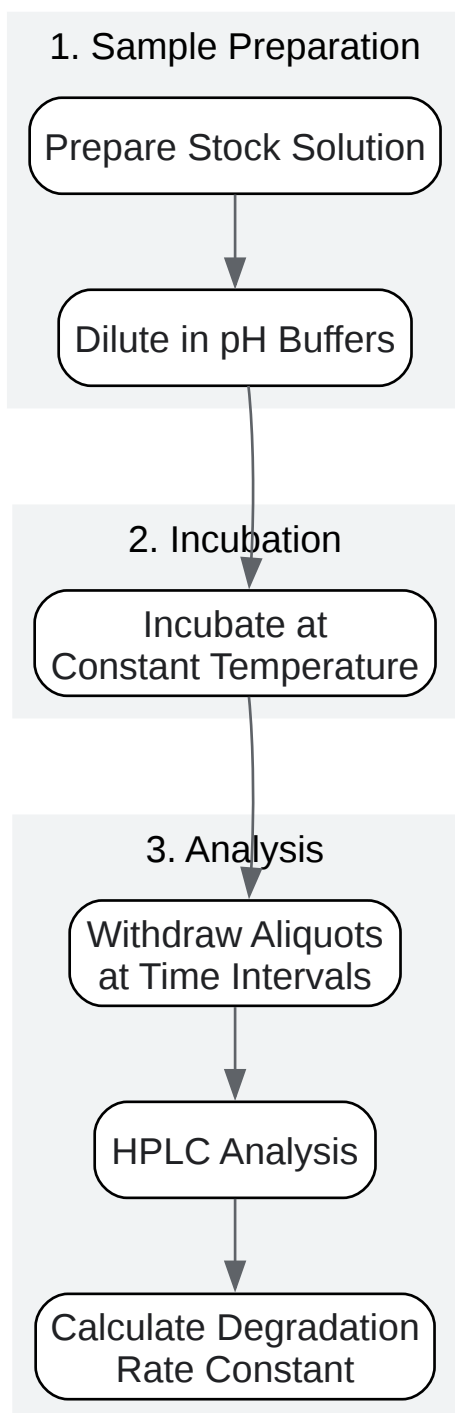 1. Sample Preparation
Prepare Stock Solution
Dilute in pH Buffers
2. Incubation
Incubate at
Constant Temperature
3. Analysis
Withdraw Aliquots
at Time Intervals
HPLC Analysis
Calculate Degradation
Rate Constant